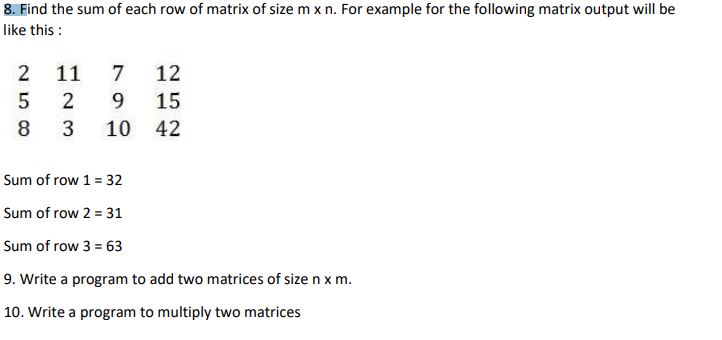 8. Find the sum of each row of matrix of size m x n. For example for the following matrix output will be
like this :
2 11 7 12
5 2 9 15
8 3 10 42
Sum of row 1 = 32
Sum of row 2 = 31
Sum of row 3 = 63
9. Write a program to add two matrices of size n x m.
10. Write a program to multiply two matrices